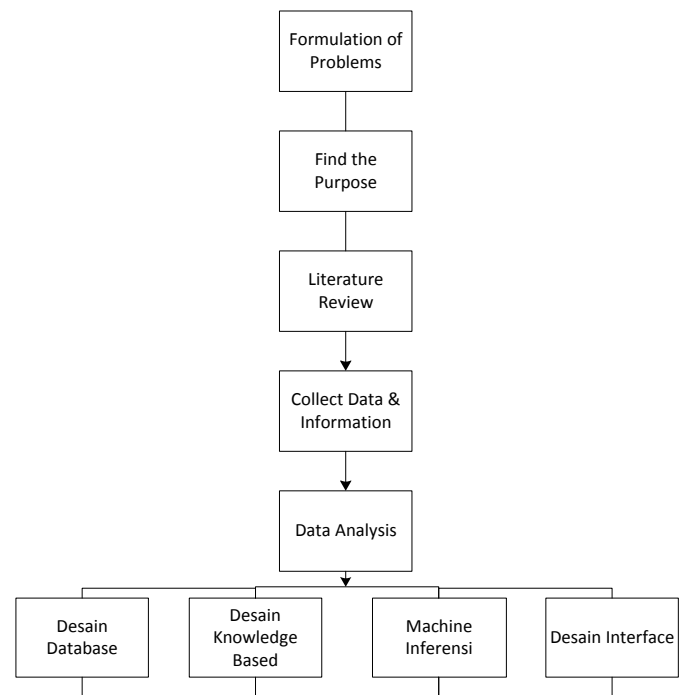 Formulation of
Problems
Find the
Purpose
Literature
Review
Collect Data &
Information
Data Analysis
Desain
Database
Desain
Knowledge
Based
Machine
Inferensi
Desain Interface